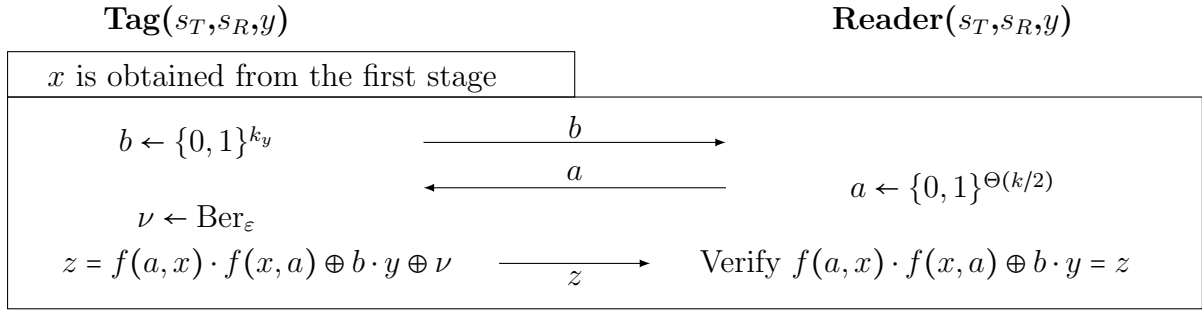 Tag(s_T,s_R,y) Reader(s_T,s_R,y)
x is obtained from the first stage
b ← {0, 1}^{k_y} b
a a ← {0, 1}^{Θ(k/2)}
ν ← Ber_ε
z = f(a, x) · f(x, a) ⊕ b · y ⊕ ν z Verify f(a, x) · f(x, a) ⊕ b · y = z